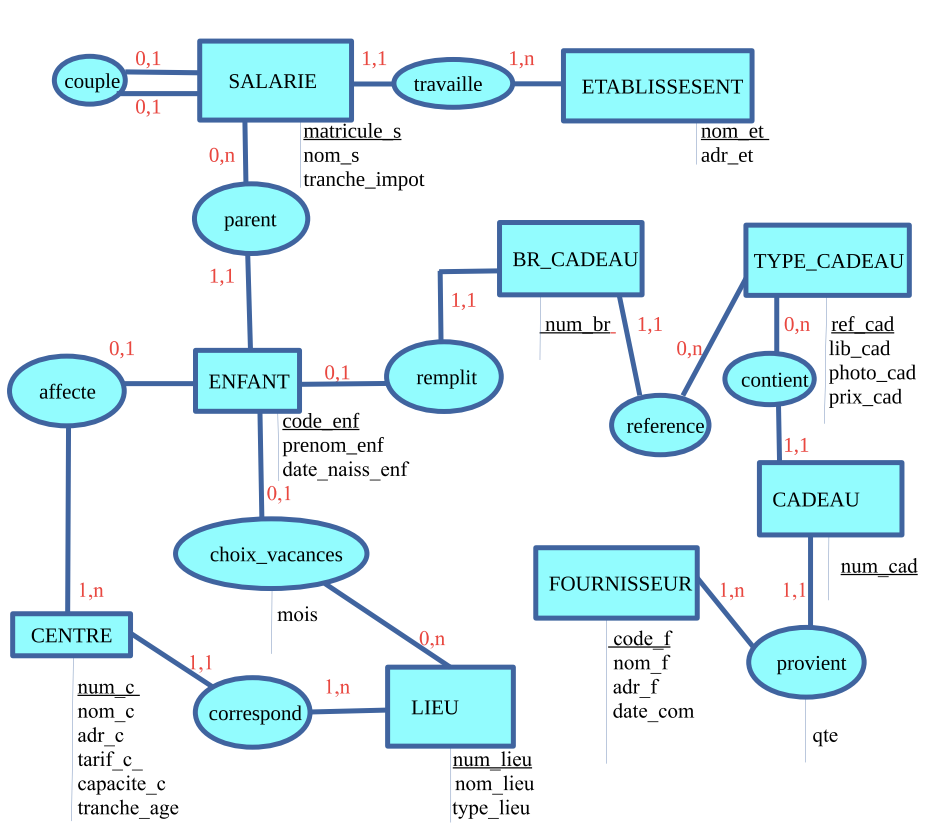 couple
0,1
0,1
SALARIE
1,1
travaille
1,n
ETABLISSESENT
matricule_s
nom_s
tranche_impot
nom_et
adr_et
0,n
parent
1,1
BR_CADEAU
num_br
TYPE_CADEAU
ref_cad
lib_cad
photo_cad
prix_cad
1,1
1,1
0,n
0,n
affecte
0,1
ENFANT
0,1
remplit
contient
reference
code_enf
prenom_enf
date_naiss_enf
1,1
0,1
CADEAU
num_cad
choix_vacances
mois
FOURNISSEUR
1,n
1,1
code_f
nom_f
adr_f
date_com
provient
qte
1,n
CENTRE
0,n
1,1
num_c_
nom_c
adr_c
tarif_c_
capacite_c
tranche_age
correspond
1,n
LIEU
num_lieu
nom_lieu
type_lieu